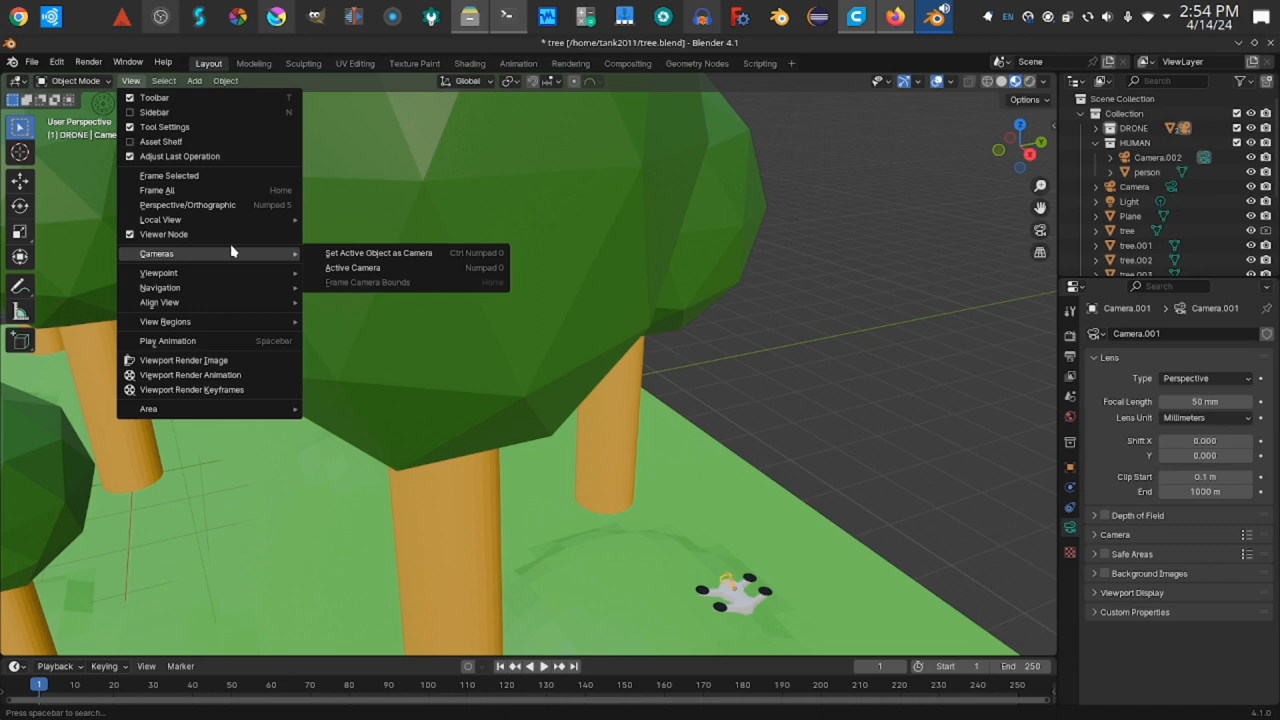 EN
2:54 PM
4/14/24
* tree [/home/tank2011/tree.blend] - Blender 4.1
File Edit Render Window Help Layout Modeling Sculpting UV Editing Texture Paint Shading Animation Rendering Compositing Geometry Nodes Scripting Scene ViewLayer
Object Mode View Select Add Object Global Search
Options
User Perspective
(1) DRONE | Came
Toolbar T
Sidebar N
Tool Settings
Asset Shelf
Adjust Last Operation
Frame Selected
Frame All Home
Perspective/Orthographic Numpad 5
Local View
Viewer Node
Cameras
Viewpoint
Navigation
Align View
View Regions
Play Animation Spacebar
Viewport Render Image
Viewport Render Animation
Viewport Render Keyframes
Area
Set Active Object as Camera Ctrl Numpad 0
Active Camera Numpad 0
Frame Camera Bounds Home
Z
Y
X
Scene Collection
Collection
DRONE 2
HUMAN
Camera.002
person
Camera
Light
Plane
tree
tree.001
tree.002
tree.003
Search
Camera.001 > Camera.001
Camera.001
Lens
Type Perspective
Focal Length 50 mm
Lens Unit Millimeters
Shift X 0.000
Y 0.000
Clip Start 0.1 m
End 1000 m
Depth of Field
Camera
Safe Areas
Background Images
Viewport Display
Custom Properties
Playback Keying View Marker 1 Start 1 End 250
1 10 20 30 40 50 60 70 80 90 100 110 120 130 140 150 160 170 180 190 200 210 220 230 240 250
Press spacebar to search... 4.1.0